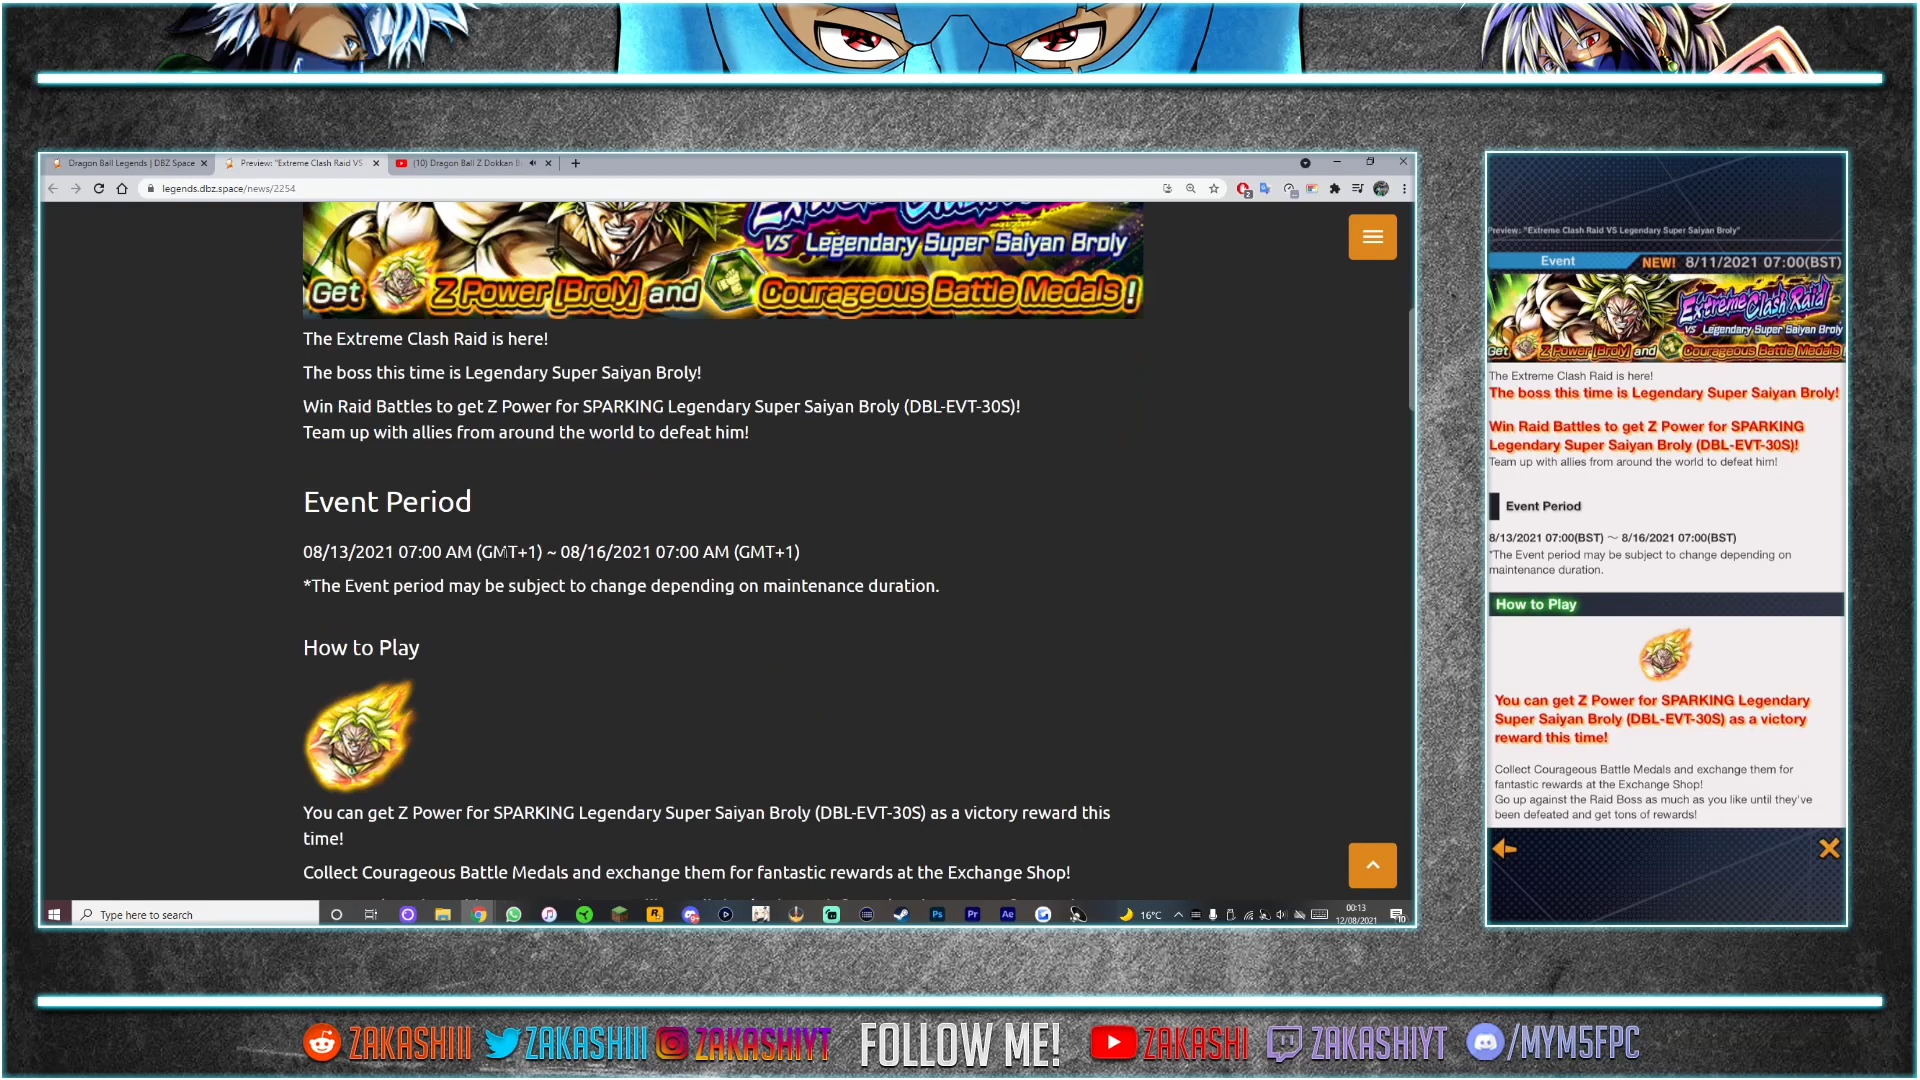 Dragon Ball Legends | DBZ Space
Preview: "Extreme Clash Raid VS
(10) Dragon Ball Z Dokkan B
legends.dbz.space/news/2254
VS Legendary Super Saiyan Broly
Get Z Power [Broly] and Courageous Battle Medals!
The Extreme Clash Raid is here!
The boss this time is Legendary Super Saiyan Broly!
Win Raid Battles to get Z Power for SPARKING Legendary Super Saiyan Broly (DBL-EVT-30S)!
Team up with allies from around the world to defeat him!
Event Period
08/13/2021 07:00 AM (GMT+1) ~ 08/16/2021 07:00 AM (GMT+1)
*The Event period may be subject to change depending on maintenance duration.
How to Play
You can get Z Power for SPARKING Legendary Super Saiyan Broly (DBL-EVT-30S) as a victory reward this
time!
Collect Courageous Battle Medals and exchange them for fantastic rewards at the Exchange Shop!
Type here to search
16°C
00:13
12/08/2021
Preview: "Extreme Clash Raid VS Legendary Super Saiyan Broly"
Event NEW! 8/11/2021 07:00(BST)
Extreme Clash Raid
VS Legendary Super Saiyan Broly
Get Z Power [Broly] and Courageous Battle Medals!
The Extreme Clash Raid is here!
The boss this time is Legendary Super Saiyan Broly!
Win Raid Battles to get Z Power for SPARKING
Legendary Super Saiyan Broly (DBL-EVT-30S)!
Team up with allies from around the world to defeat him!
Event Period
8/13/2021 07:00(BST) ～ 8/16/2021 07:00(BST)
*The Event period may be subject to change depending on
maintenance duration.
How to Play
You can get Z Power for SPARKING Legendary
Super Saiyan Broly (DBL-EVT-30S) as a victory
reward this time!
Collect Courageous Battle Medals and exchange them for
fantastic rewards at the Exchange Shop!
Go up against the Raid Boss as much as you like until they've
been defeated and get tons of rewards!
ZAKASHIII ZAKASHIII ZAKASHIYT FOLLOW ME! ZAKASHI ZAKASHIYT /MYM5FPC